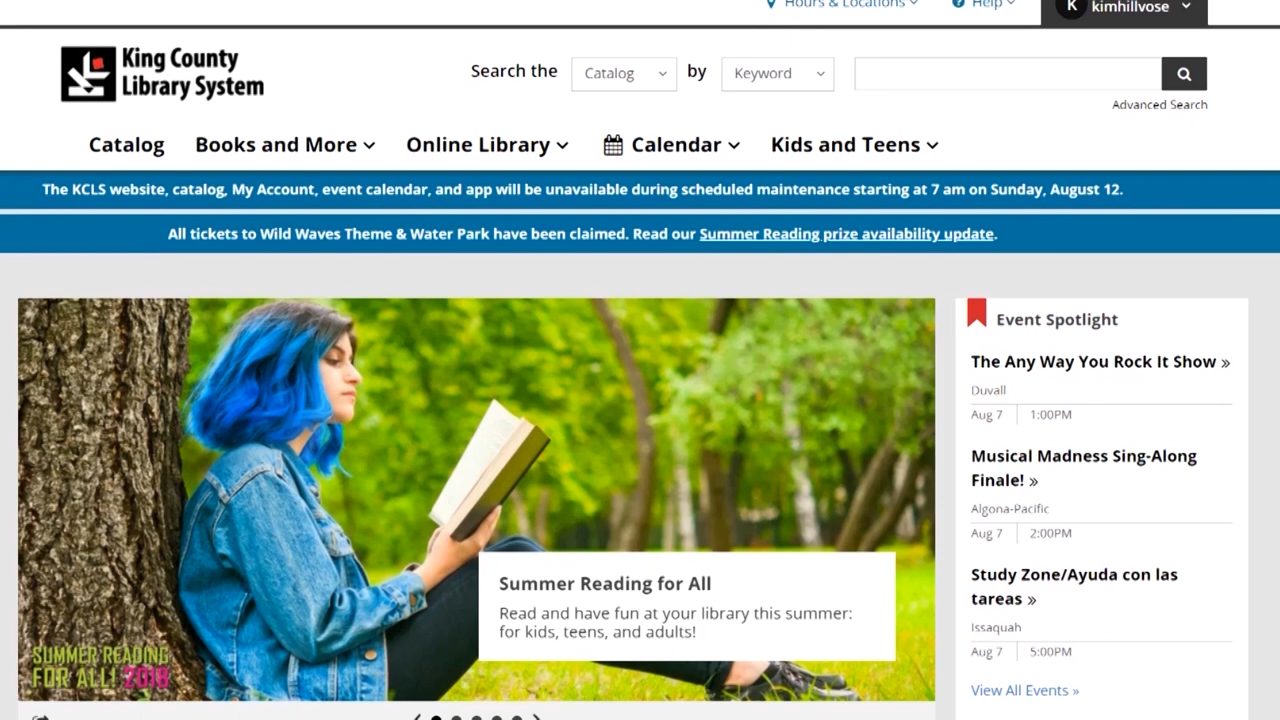 Hours & Locations
Help
K
kimhillvose
King County
Library System
Search the
Catalog
by
Keyword
Advanced Search
Catalog
Books and More
Online Library
Calendar
Kids and Teens
The KCLS website, catalog, My Account, event calendar, and app will be unavailable during scheduled maintenance starting at 7 am on Sunday, August 12.
All tickets to Wild Waves Theme & Water Park have been claimed. Read our Summer Reading prize availability update.
SUMMER READING
FOR ALL! 2018
Summer Reading for All
Read and have fun at your library this summer:
for kids, teens, and adults!
Event Spotlight
The Any Way You Rock It Show »
Duvall
Aug 7 1:00PM
Musical Madness Sing-Along
Finale! »
Algona-Pacific
Aug 7 2:00PM
Study Zone/Ayuda con las
tareas »
Issaquah
Aug 7 5:00PM
View All Events »